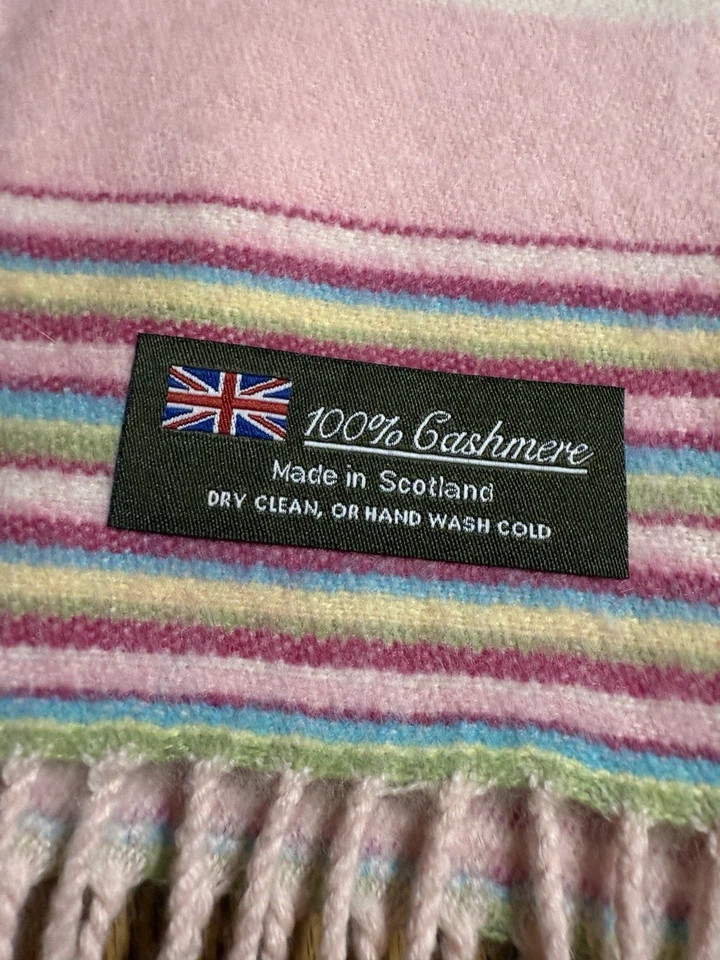 100% Cashmere
Made in Scotland
DRY CLEAN, OR HAND WASH COLD